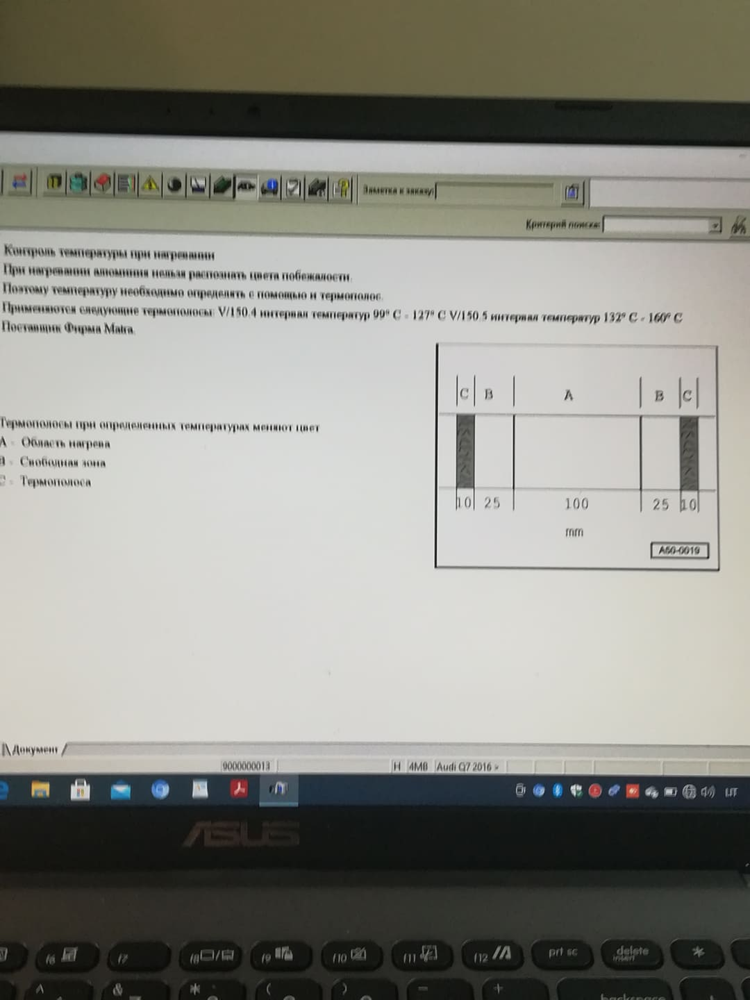 Заметка к заказу:
Критерий поиска:
Контроль температуры при нагревании
При нагревании алюминия нельзя распознать цвета побежалости.
Поэтому температуру необходимо определять с помощью и термополос.
Применяются следующие термополосы: V/150.4 интервал температур 99° C - 127° C V/150.5 интервал температур 132° C - 160° C
Поставщик Фирма Matra.
C B A B C
Термополосы при определенных температурах меняют цвет
A - Область нагрева
B - Свободная зона
C - Термополоса
10 25 100 25 10
mm
A50-0019
Документ
9000000013 H 4MB Audi Q7 2016 >
LIT
ASUS
f6 f7 f8 f9 f10 f11 f12 prt sc delete
insert
*
^ & * ( ) - +
backspace